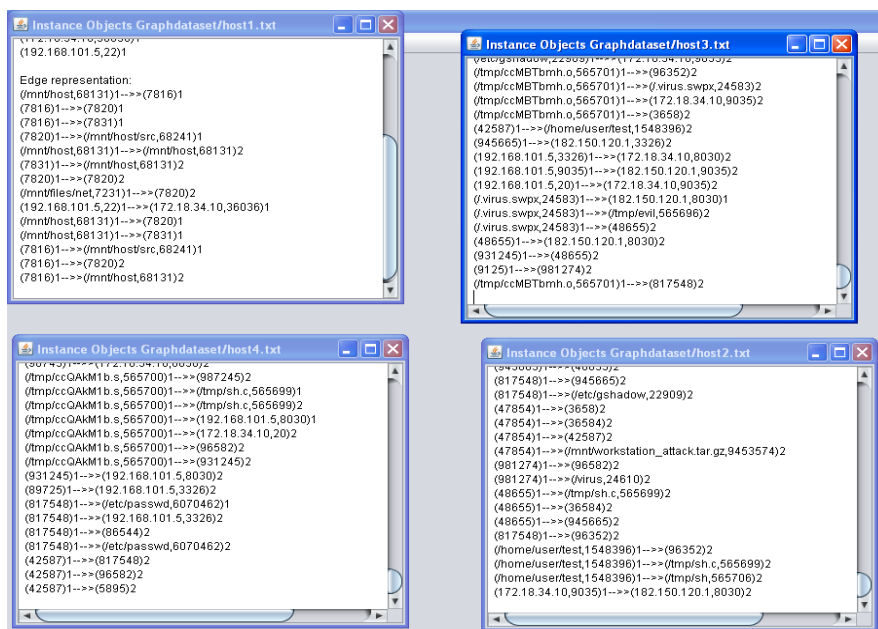 Instance Objects Graphdataset/host1.txt
(192.168.101.5,22)1
Edge representation:
(/mnt/host,68131)1-->>(7816)1
(7816)1-->>(7820)1
(7816)1-->>(7831)1
(7820)1-->>(/mnt/host/src,68241)1
(/mnt/host,68131)1-->>(/mnt/host,68131)2
(7831)1-->>(/mnt/host,68131)2
(7820)1-->>(7820)2
(/mnt/files/net,7231)1-->>(7820)2
(192.168.101.5,22)1-->>(172.18.34.10,36036)1
(/mnt/host,68131)1-->>(7820)1
(/mnt/host,68131)1-->>(7831)1
(7816)1-->>(/mnt/host/src,68241)1
(7816)1-->>(7820)2
(7816)1-->>(/mnt/host,68131)2
Instance Objects Graphdataset/host3.txt
(/etc/gshadow,22909)1-->>(172.18.34.10,9035)2
(/tmp/ccMBTbmh.o,565701)1-->>(96352)2
(/tmp/ccMBTbmh.o,565701)1-->>(/.virus.swpx,24583)2
(/tmp/ccMBTbmh.o,565701)1-->>(172.18.34.10,9035)2
(/tmp/ccMBTbmh.o,565701)1-->>(3658)2
(42587)1-->>(/home/user/test,1548396)2
(945665)1-->>(182.150.120.1,3326)2
(192.168.101.5,3326)1-->>(172.18.34.10,8030)2
(192.168.101.5,9035)1-->>(182.150.120.1,9035)2
(192.168.101.5,20)1-->>(172.18.34.10,9035)2
(/.virus.swpx,24583)1-->>(182.150.120.1,8030)1
(/.virus.swpx,24583)1-->>(/tmp/evil,565696)2
(/.virus.swpx,24583)1-->>(48655)2
(48655)1-->>(182.150.120.1,8030)2
(931245)1-->>(48655)2
(9125)1-->>(981274)2
(/tmp/ccMBTbmh.o,565701)1-->>(817548)2
Instance Objects Graphdataset/host4.txt
(/tmp/ccQAkM1b.s,565700)1-->>(987245)2
(/tmp/ccQAkM1b.s,565700)1-->>(/tmp/sh.c,565699)1
(/tmp/ccQAkM1b.s,565700)1-->>(/tmp/sh.c,565699)2
(/tmp/ccQAkM1b.s,565700)1-->>(192.168.101.5,8030)1
(/tmp/ccQAkM1b.s,565700)1-->>(172.18.34.10,20)2
(/tmp/ccQAkM1b.s,565700)1-->>(96582)2
(/tmp/ccQAkM1b.s,565700)1-->>(931245)2
(931245)1-->>(192.168.101.5,8030)2
(89725)1-->>(192.168.101.5,3326)2
(817548)1-->>(/etc/passwd,6070462)1
(817548)1-->>(192.168.101.5,3326)2
(817548)1-->>(86544)2
(817548)1-->>(/etc/passwd,6070462)2
(42587)1-->>(817548)2
(42587)1-->>(96582)2
(42587)1-->>(5895)2
Instance Objects Graphdataset/host2.txt
(817548)1-->>(945665)2
(817548)1-->>(/etc/gshadow,22909)2
(47854)1-->>(3658)2
(47854)1-->>(36584)2
(47854)1-->>(42587)2
(47854)1-->>(/mnt/workstation_attack.tar.gz,9453574)2
(981274)1-->>(96582)2
(981274)1-->>(/virus,24610)2
(48655)1-->>(/tmp/sh.c,565699)2
(48655)1-->>(36584)2
(48655)1-->>(945665)2
(817548)1-->>(96352)2
(/home/user/test,1548396)1-->>(96352)2
(/home/user/test,1548396)1-->>(/tmp/sh.c,565699)2
(/home/user/test,1548396)1-->>(/tmp/sh,565706)2
(172.18.34.10,9035)1-->>(182.150.120.1,8030)2